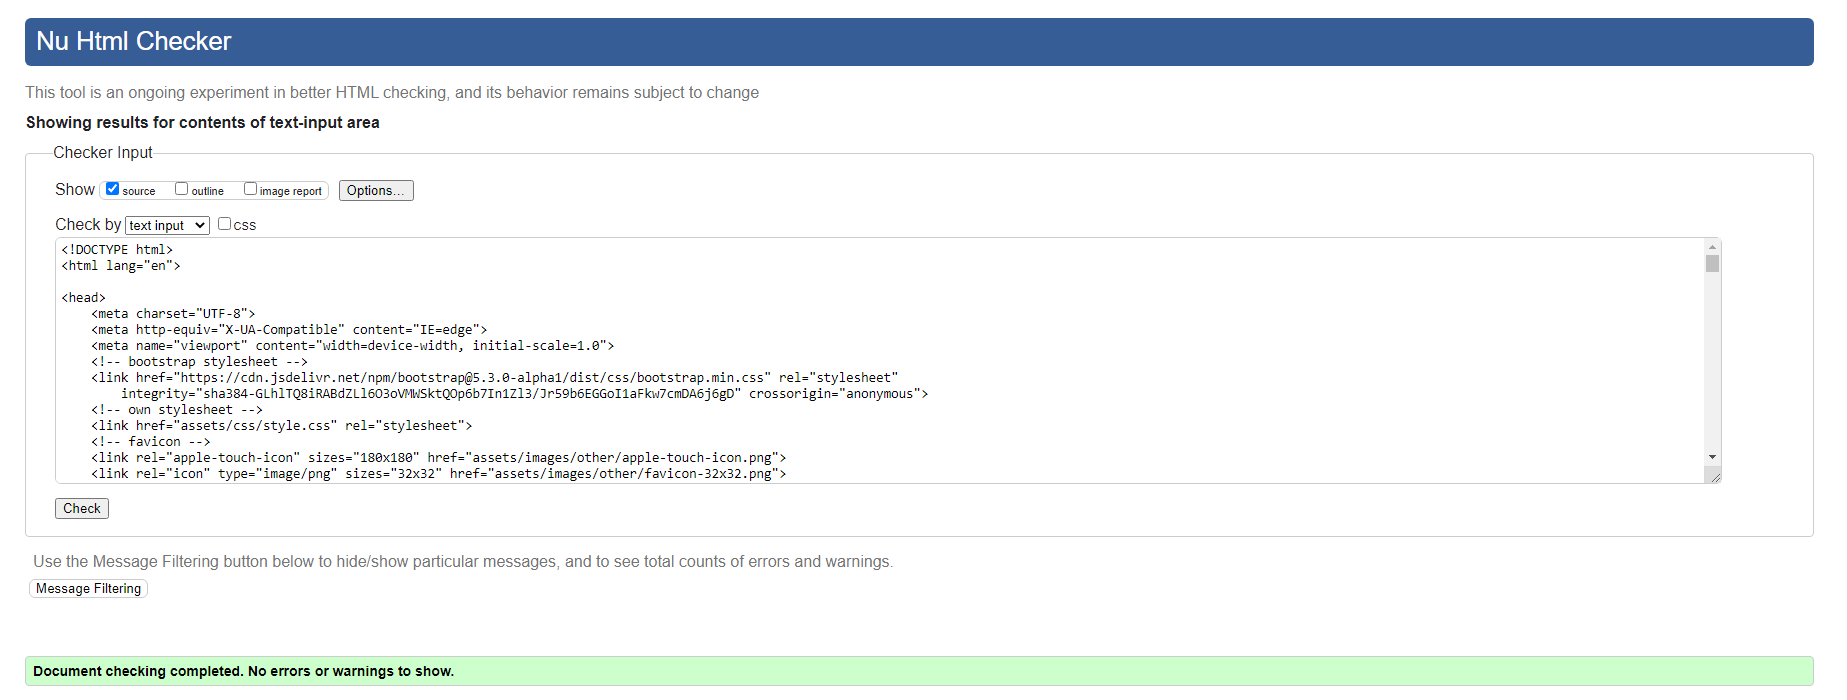 Nu Html Checker
This tool is an ongoing experiment in better HTML checking, and its behavior remains subject to change
Showing results for contents of text-input area
Checker Input
Show source outline image report Options...
Check by text input css
<!DOCTYPE html>
<html lang="en">
<head>
<meta charset="UTF-8">
<meta http-equiv="X-UA-Compatible" content="IE=edge">
<meta name="viewport" content="width=device-width, initial-scale=1.0">
<!-- bootstrap stylesheet -->
<link href="https://cdn.jsdelivr.net/npm/bootstrap@5.3.0-alpha1/dist/css/bootstrap.min.css" rel="stylesheet"
integrity="sha384-GLhlTQ8iRABdZLl6O3oVMWSktQOp6b7In1Zl3/Jr59b6EGGoI1aFkw7cmDA6j6gD" crossorigin="anonymous">
<!-- own stylesheet -->
<link href="assets/css/style.css" rel="stylesheet">
<!-- favicon -->
<link rel="apple-touch-icon" sizes="180x180" href="assets/images/other/apple-touch-icon.png">
<link rel="icon" type="image/png" sizes="32x32" href="assets/images/other/favicon-32x32.png">
Check
Use the Message Filtering button below to hide/show particular messages, and to see total counts of errors and warnings.
Message Filtering
Document checking completed. No errors or warnings to show.